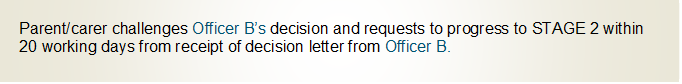 Parent/carer challenges Officer B's decision and requests to progress to STAGE 2 within
20 working days from receipt of decision letter from Officer B.